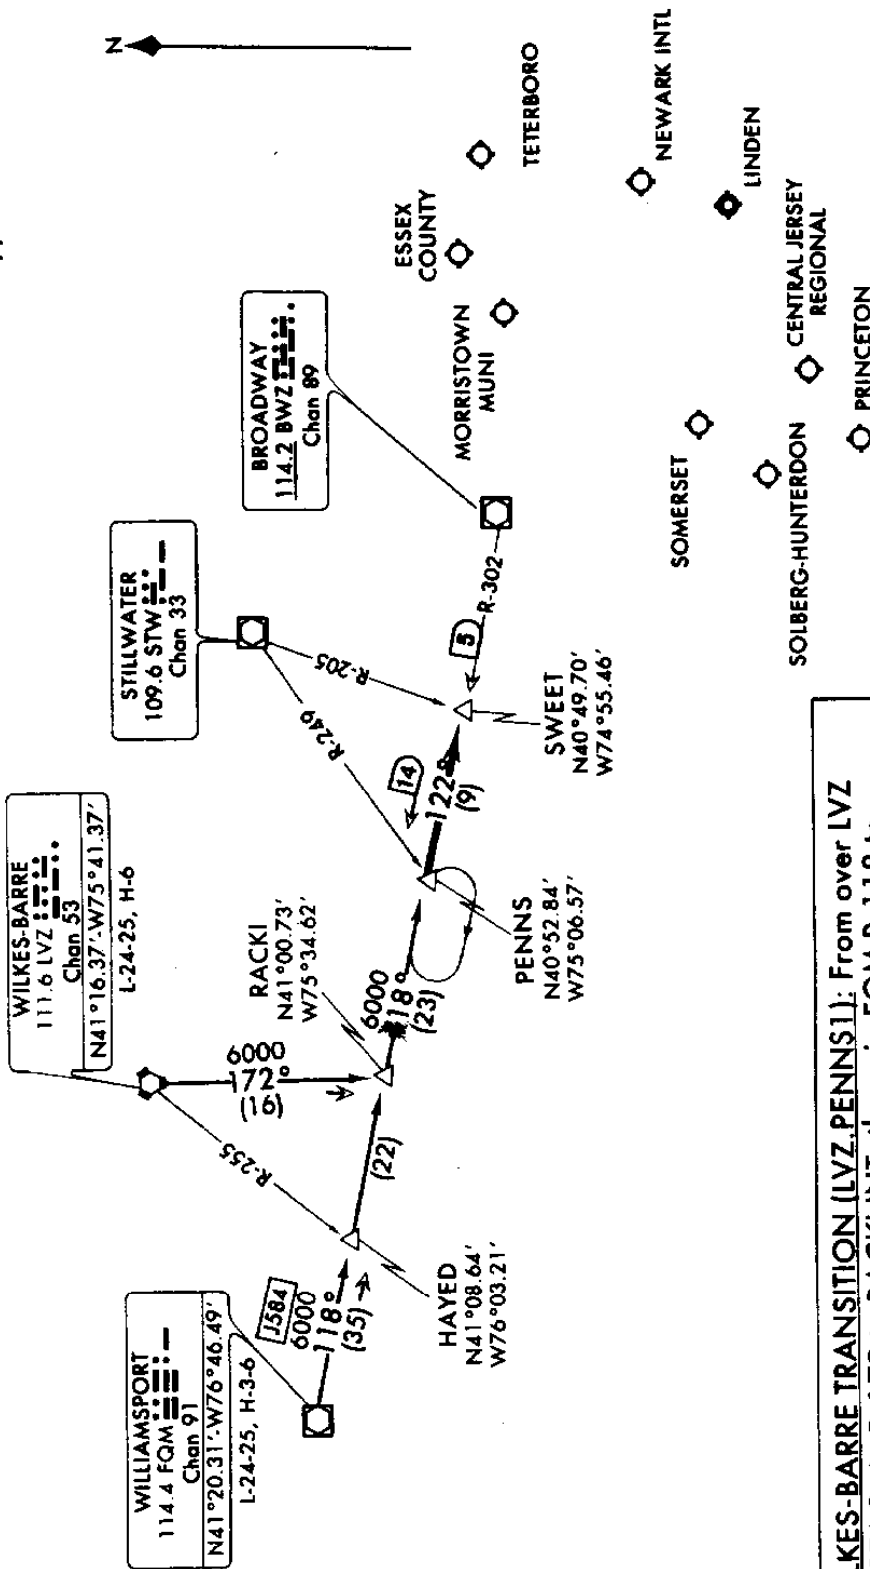 N
TETERBORO
NEWARK INTL
LINDEN
ESSEX
COUNTY
MORRISTOWN
MUNI
CENTRAL JERSEY
REGIONAL
PRINCETON
SOMERSET
SOLBERG-HUNTERDON
BROADWAY
114.2 BWZ
Chan 89
R-302
5
STILLWATER
109.6 STW
Chan 33
R-205
R-249
SWEET
N40°49.70'
W74°55.46'
14
122°
(9)
WILKES-BARRE
111.6 LVZ
Chan 53
N41°16.37'-W75°41.37'
L-24-25, H-6
RACKI
N41°00.73'
W75°34.62'
6000
118°
(23)
PENNS
N40°52.84'
W75°06.57'
6000
172°
(16)
R-255
(22)
WILLIAMSPORT
114.4 FQM
Chan 91
N41°20.31'-W76°46.49'
L-24-25, H-3-6
J584
6000
118°
(35)
HAYED
N41°08.64'
W76°03.21'
LKES-BARRE TRANSITION (LVZ.PENNS1): From over LVZ